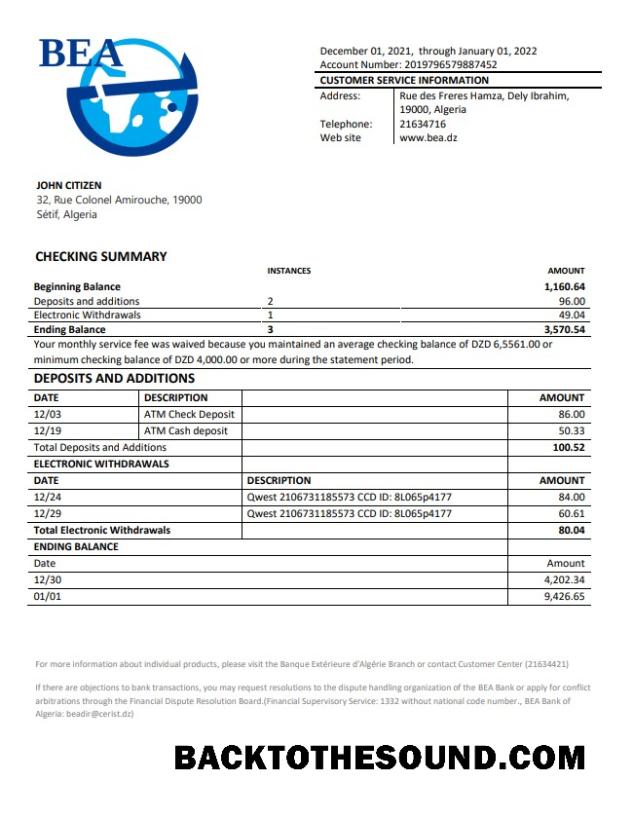 BEA
December 01, 2021, through January 01, 2022
Account Number: 2019796579887452
CUSTOMER SERVICE INFORMATION
Address: Rue des Freres Hamza, Dely Ibrahim,
19000, Algeria
Telephone: 21634716
Web site www.bea.dz
JOHN CITIZEN
32, Rue Colonel Amirouche, 19000
Sétif, Algeria
CHECKING SUMMARY
INSTANCES AMOUNT
Beginning Balance 1,160.64
Deposits and additions 2 96.00
Electronic Withdrawals 1 49.04
Ending Balance 3 3,570.54
Your monthly service fee was waived because you maintained an average checking balance of DZD 6,5561.00 or
minimum checking balance of DZD 4,000.00 or more during the statement period.
DEPOSITS AND ADDITIONS
DATE DESCRIPTION AMOUNT
12/03 ATM Check Deposit 86.00
12/19 ATM Cash deposit 50.33
Total Deposits and Additions 100.52
ELECTRONIC WITHDRAWALS
DATE DESCRIPTION AMOUNT
12/24 Qwest 2106731185573 CCD ID: 8L065p4177 84.00
12/29 Qwest 2106731185573 CCD ID: 8L065p4177 60.61
Total Electronic Withdrawals 80.04
ENDING BALANCE
Date Amount
12/30 4,202.34
01/01 9,426.65
For more information about individual products, please visit the Banque Extérieure d'Algérie Branch or contact Customer Center (21634421)
If there are objections to bank transactions, you may request resolutions to the dispute handling organization of the BEA Bank or apply for conflict
arbitrations through the Financial Dispute Resolution Board.(Financial Supervisory Service: 1332 without national code number., BEA Bank of
Algeria: beadir@cerist.dz)
BACKTOTHESOUND.COM